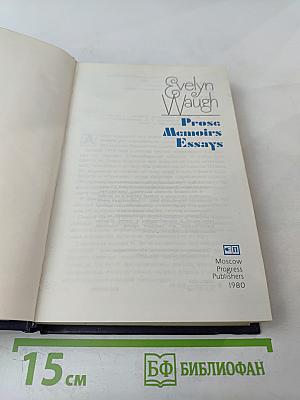 Evelyn
Waugh
Prose
Memoirs
Essays
Moscow
Progress
Publishers
1980
15 см
БФ БИБЛИОФАН